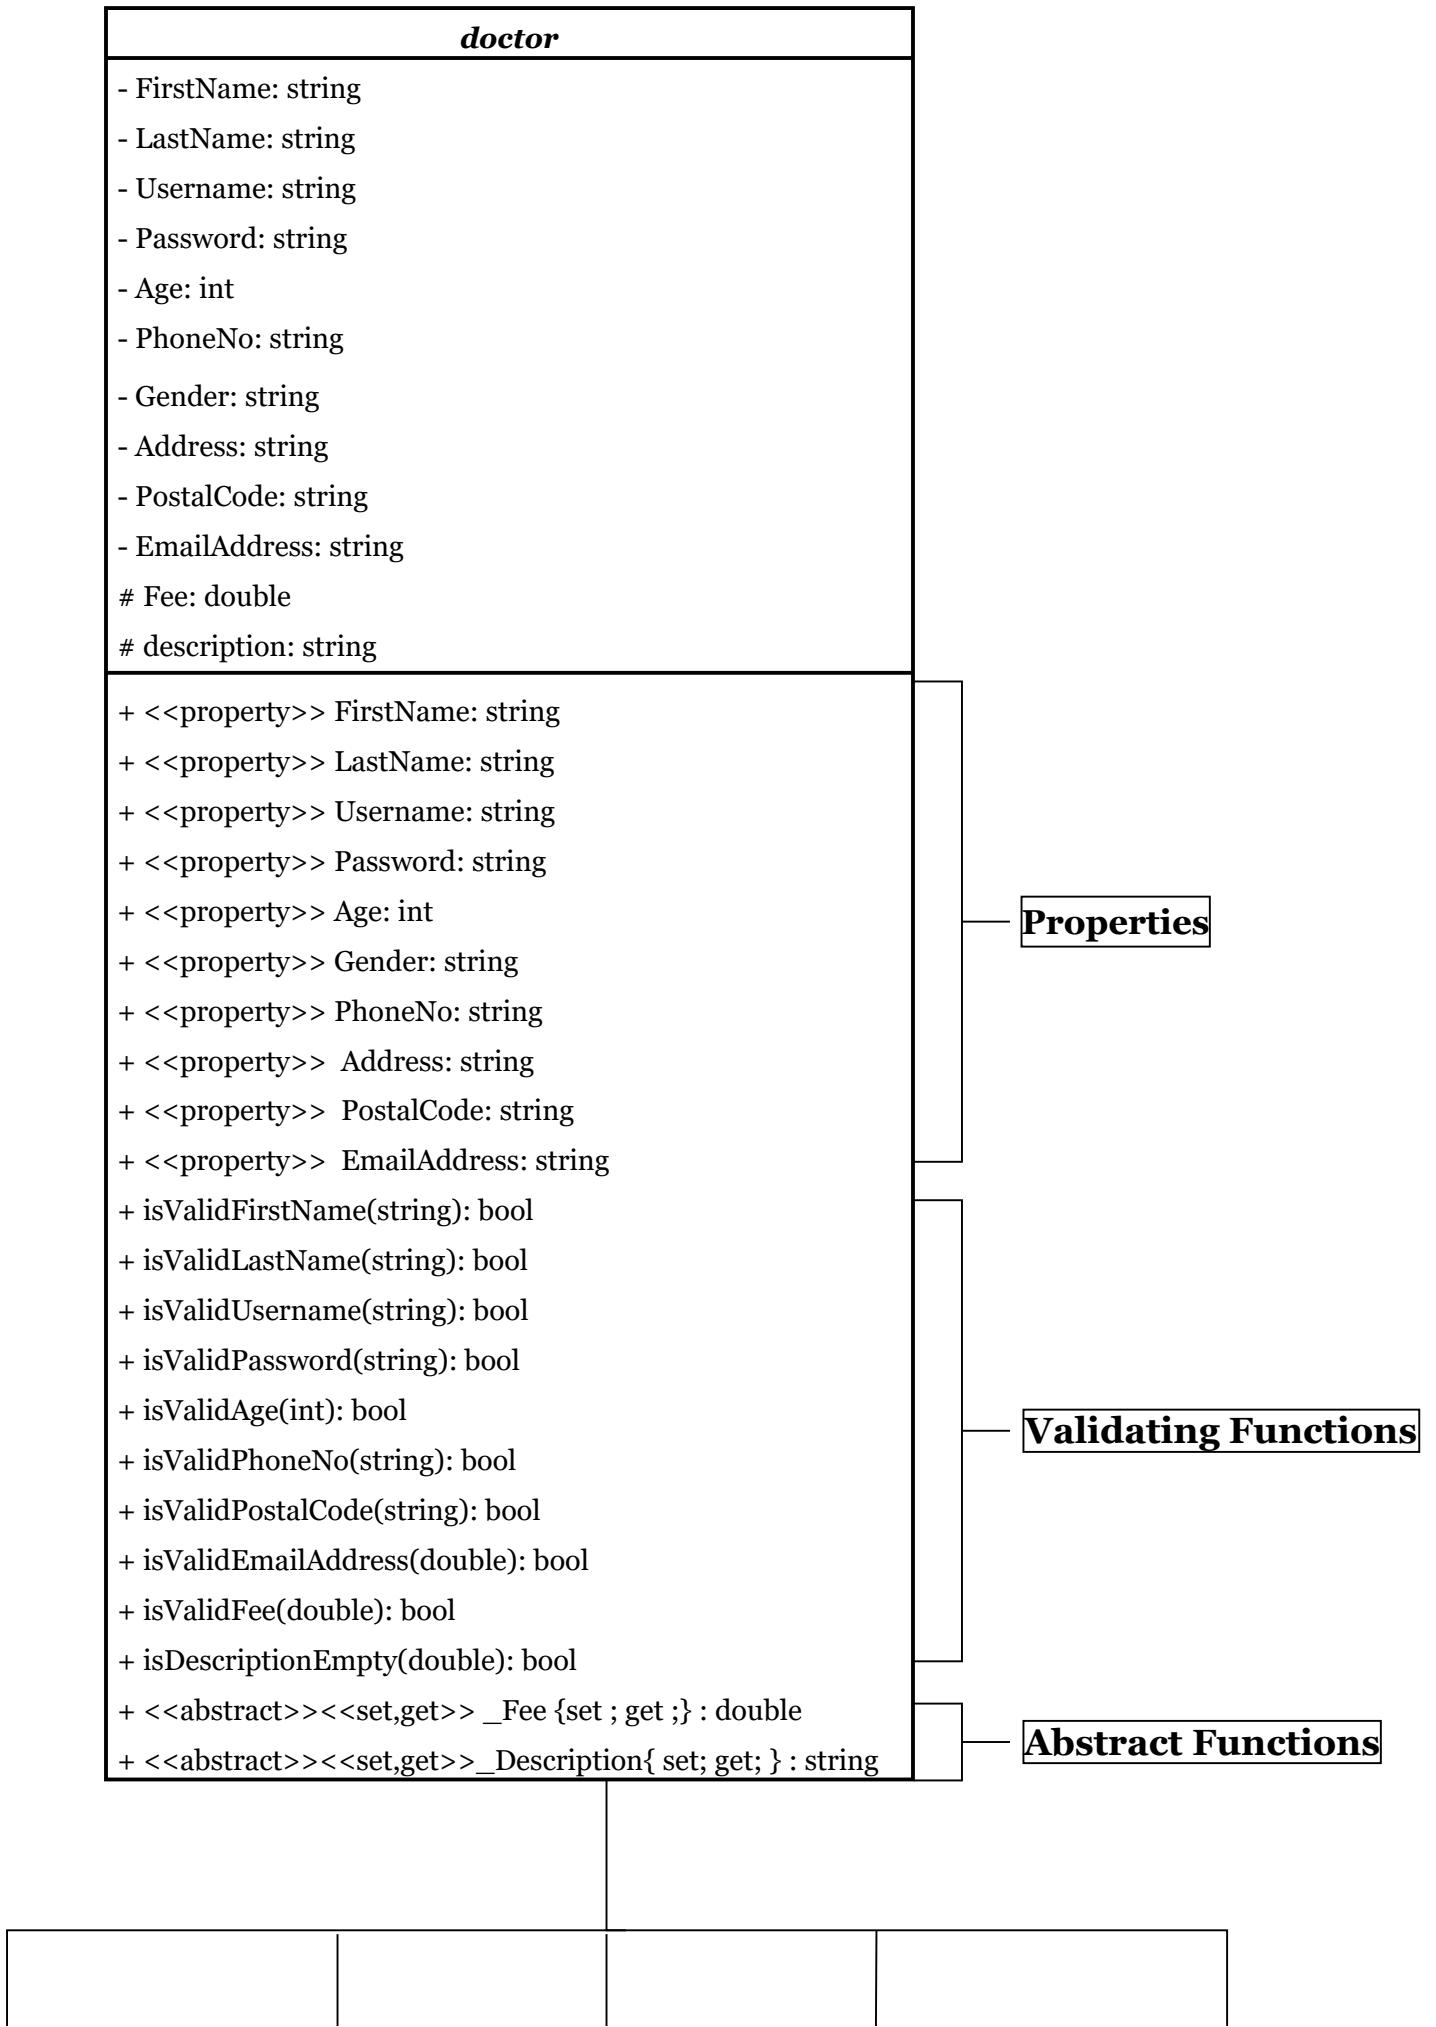 doctor
- FirstName: string
- LastName: string
- Username: string
- Password: string
- Age: int
- PhoneNo: string
- Gender: string
- Address: string
- PostalCode: string
- EmailAddress: string
# Fee: double
# description: string
+ <<property>> FirstName: string
+ <<property>> LastName: string
+ <<property>> Username: string
+ <<property>> Password: string
+ <<property>> Age: int
+ <<property>> Gender: string
+ <<property>> PhoneNo: string
+ <<property>>  Address: string
+ <<property>>  PostalCode: string
+ <<property>>  EmailAddress: string
Properties
+ isValidFirstName(string): bool
+ isValidLastName(string): bool
+ isValidUsername(string): bool
+ isValidPassword(string): bool
+ isValidAge(int): bool
+ isValidPhoneNo(string): bool
+ isValidPostalCode(string): bool
+ isValidEmailAddress(double): bool
+ isValidFee(double): bool
+ isDescriptionEmpty(double): bool
Validating Functions
+ <<abstract>><<set,get>> _Fee {set ; get ;} : double
+ <<abstract>><<set,get>>_Description{ set; get; } : string
Abstract Functions